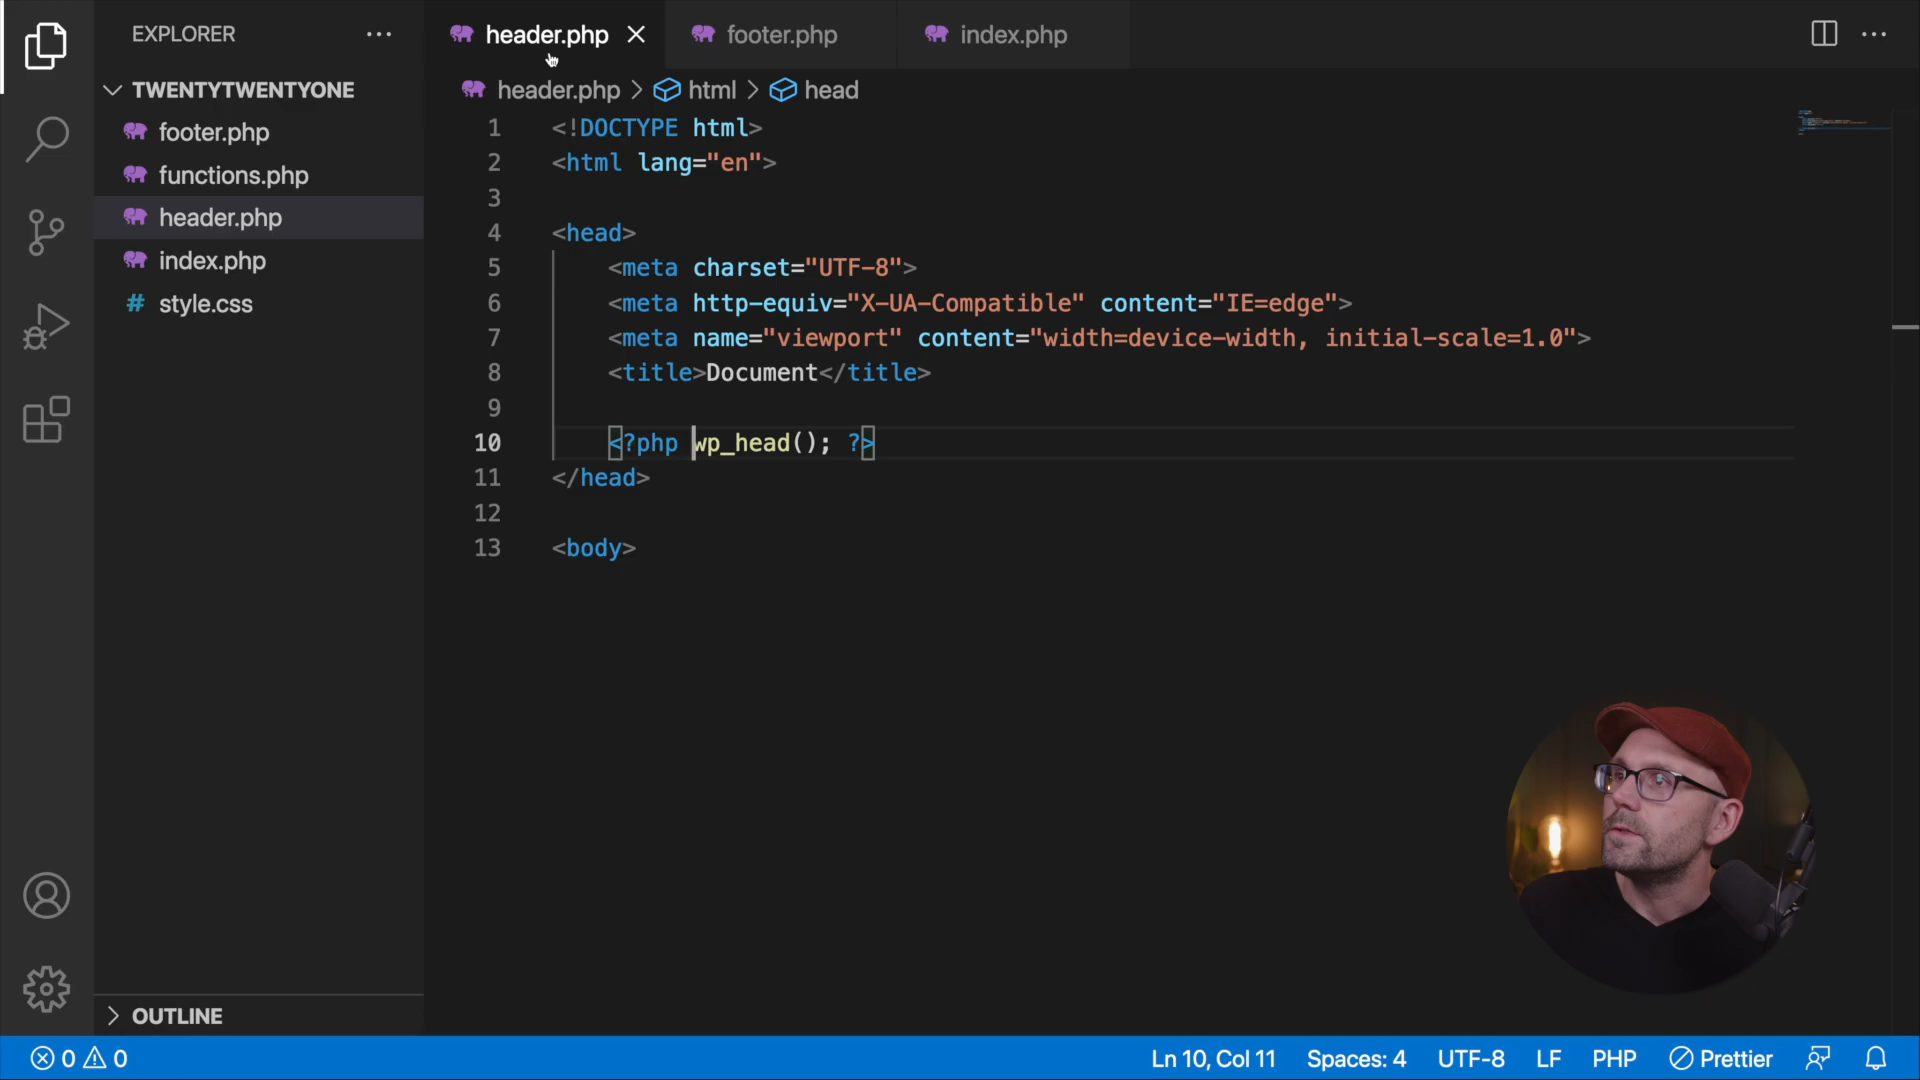 EXPLORER
TWENTYTWENTYONE
footer.php
functions.php
header.php
index.php
# style.css
OUTLINE
header.php footer.php index.php
header.php > html > head
1 <!DOCTYPE html>
2 <html lang="en">
3
4 <head>
5 <meta charset="UTF-8">
6 <meta http-equiv="X-UA-Compatible" content="IE=edge">
7 <meta name="viewport" content="width=device-width, initial-scale=1.0">
8 <title>Document</title>
9
10 <?php wp_head(); ?>
11 </head>
12
13 <body>
0 0 Ln 10, Col 11 Spaces: 4 UTF-8 LF PHP Prettier